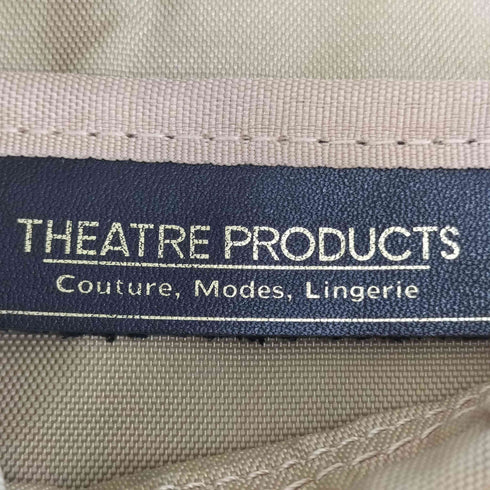 THEATRE PRODUCTS
Couture, Modes, Lingerie